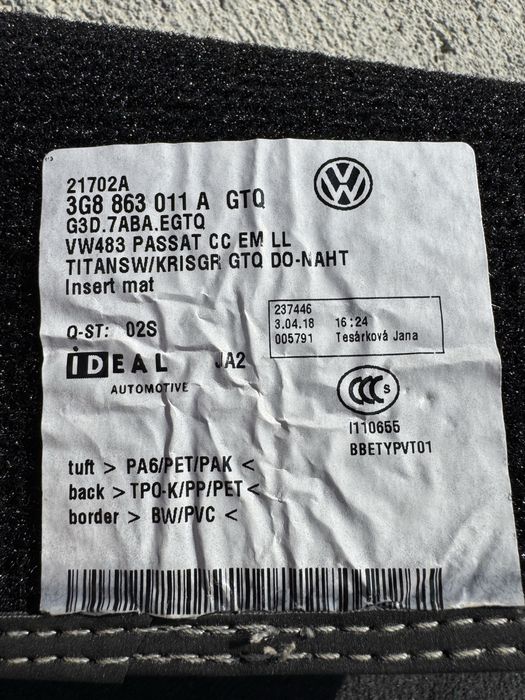 21702A
3G8 863 011 A GTQ
G3D.7ABA.EGTQ
VW483 PASSAT CC EM LL
TITANSW/KRISGR GTQ DO-NAHT
Insert mat
237446
3.04.18 16:24
005791 Tesárková Jana
Q-ST: 02S
iDEAL JA2
AUTOMOTIVE
CCC S
I110655
BBETYPVT01
tuft > PA6/PET/PAK <
back > TPO-K/PP/PET <
border > BW/PVC <